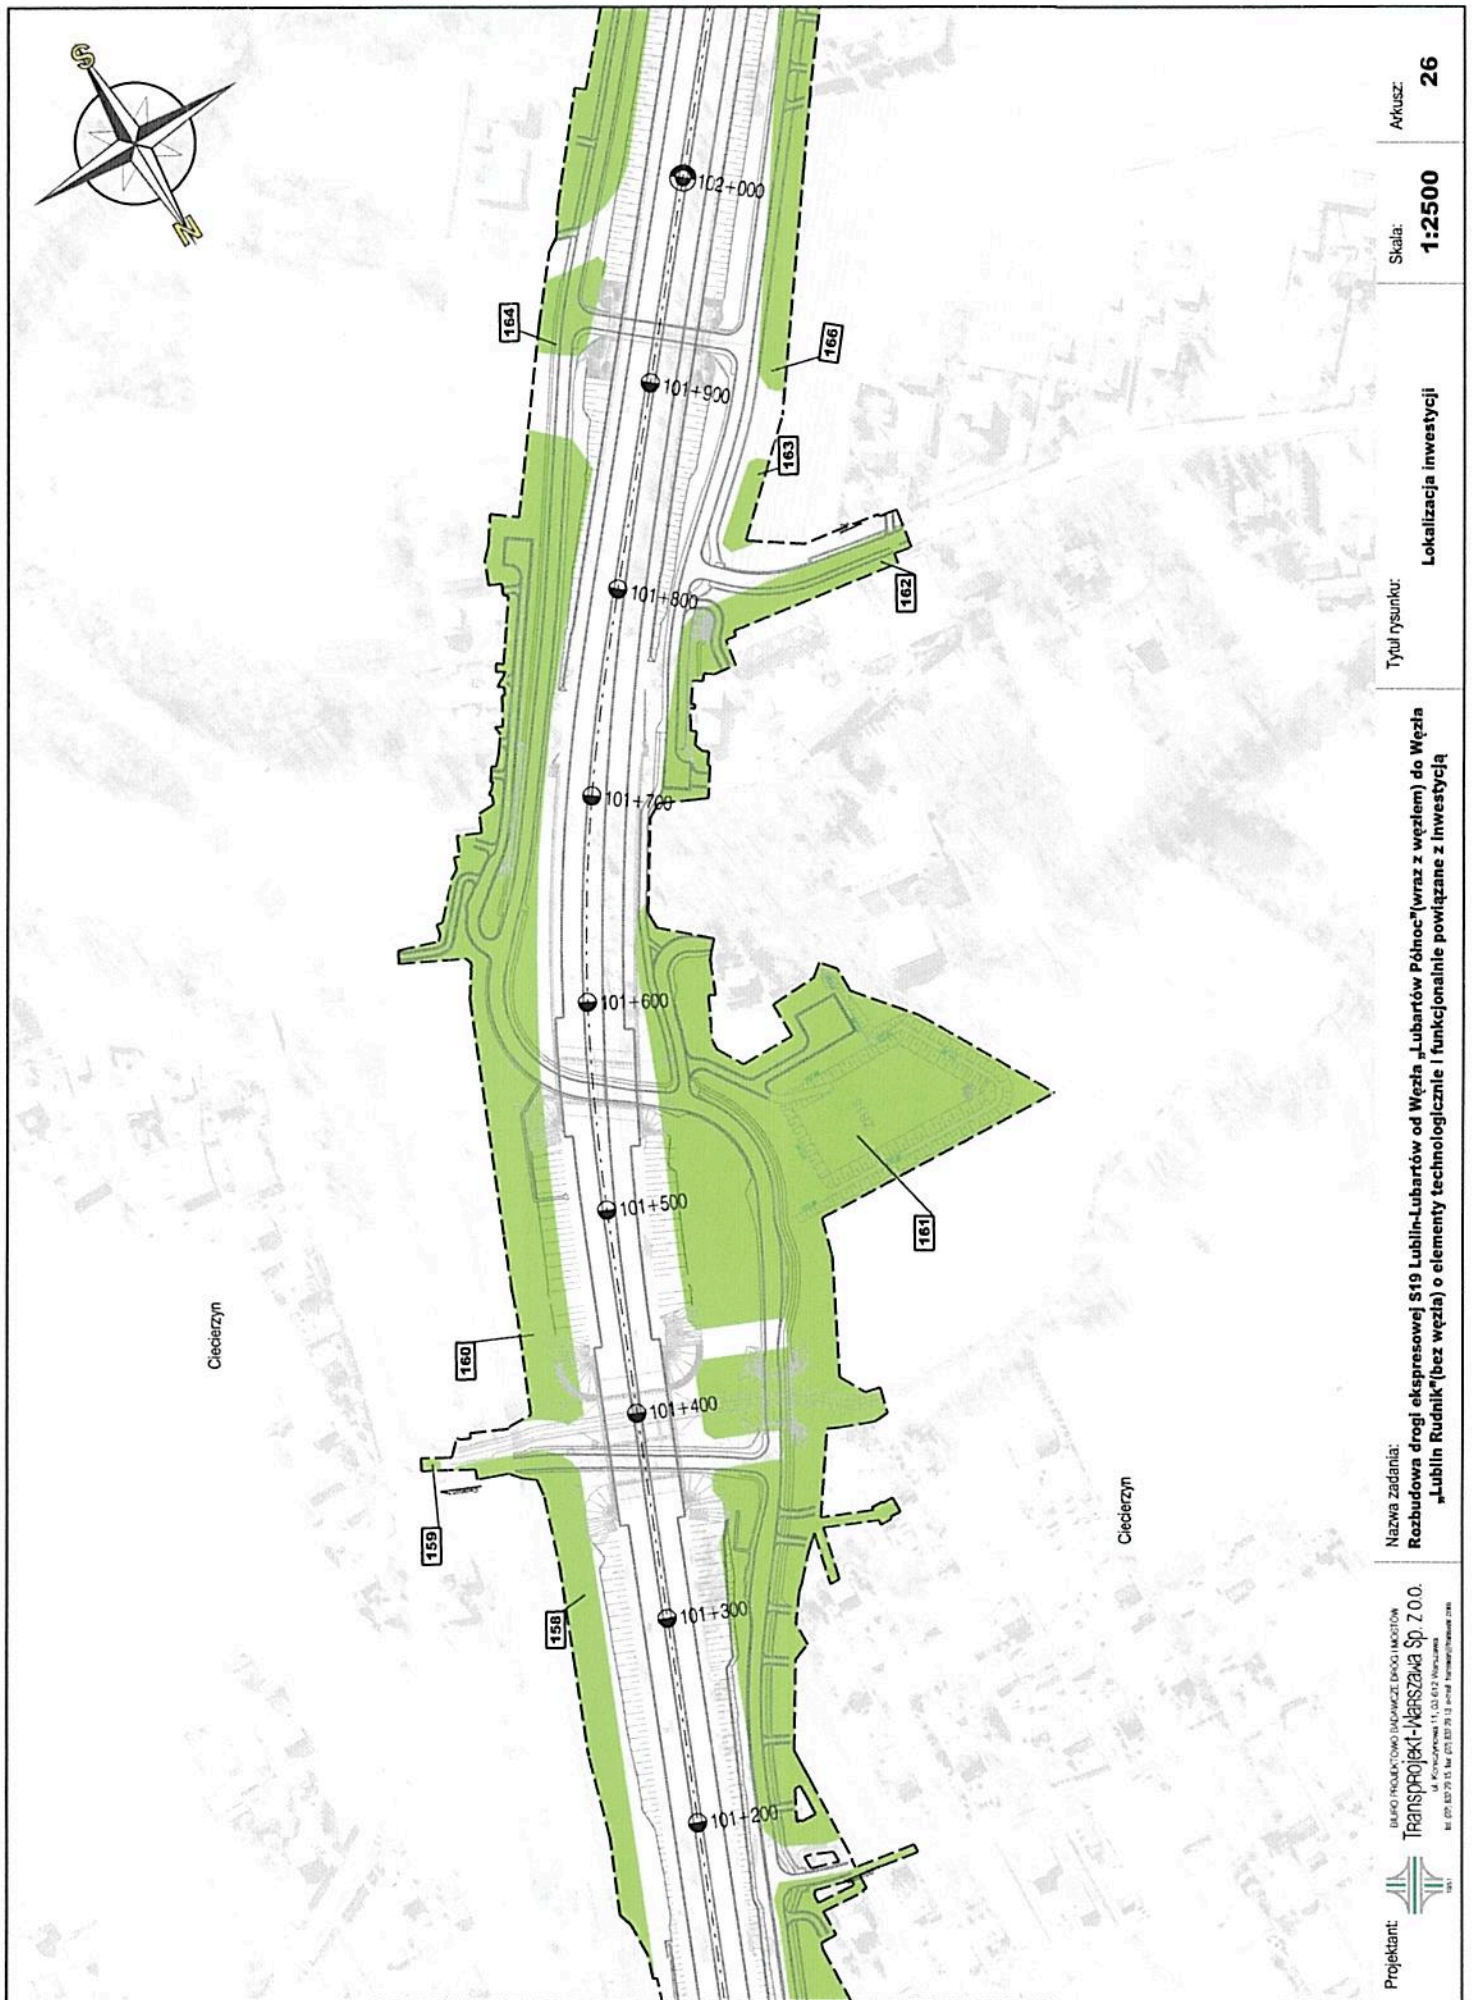 S
N
102+000
164
166
101+900
163
101+800
162
101+700
101+600
101+500
161
Ciecierzyn
160
101+400
159
Ciecierzyn
158
101+300
101+200
Projektant:
BIURO PROJEKTOWO BADAWCZE DRÓG I MOSTÓW
Transprojekt-Warszawa Sp. z o.o.
Nazwa zadania:
Rozbudowa drogi ekspresowej S19 Lublin-Lubartów od Węzła „Lubartów Północ"(wraz z węzłem) do Węzła
„Lublin Rudnik"(bez węzła) o elementy technologicznie i funkcjonalnie powiązane z inwestycją
Tytuł rysunku:
Lokalizacja inwestycji
Skala:
1:2500
Arkusz:
26